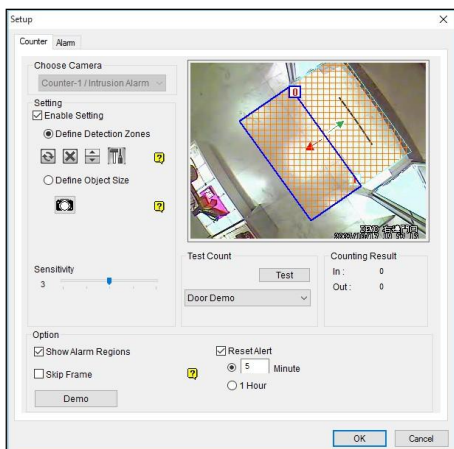 Setup
Counter Alarm
Choose Camera
Counter-1 / Intrusion Alarm
Setting
Enable Setting
Define Detection Zones
?
Define Object Size
?
Sensitivity
3
0
Test Count
Test
Door Demo
Counting Result
In : 0
Out : 0
Option
Show Alarm Regions
Skip Frame
?
Demo
Reset Alert
5 Minute
1 Hour
OK Cancel